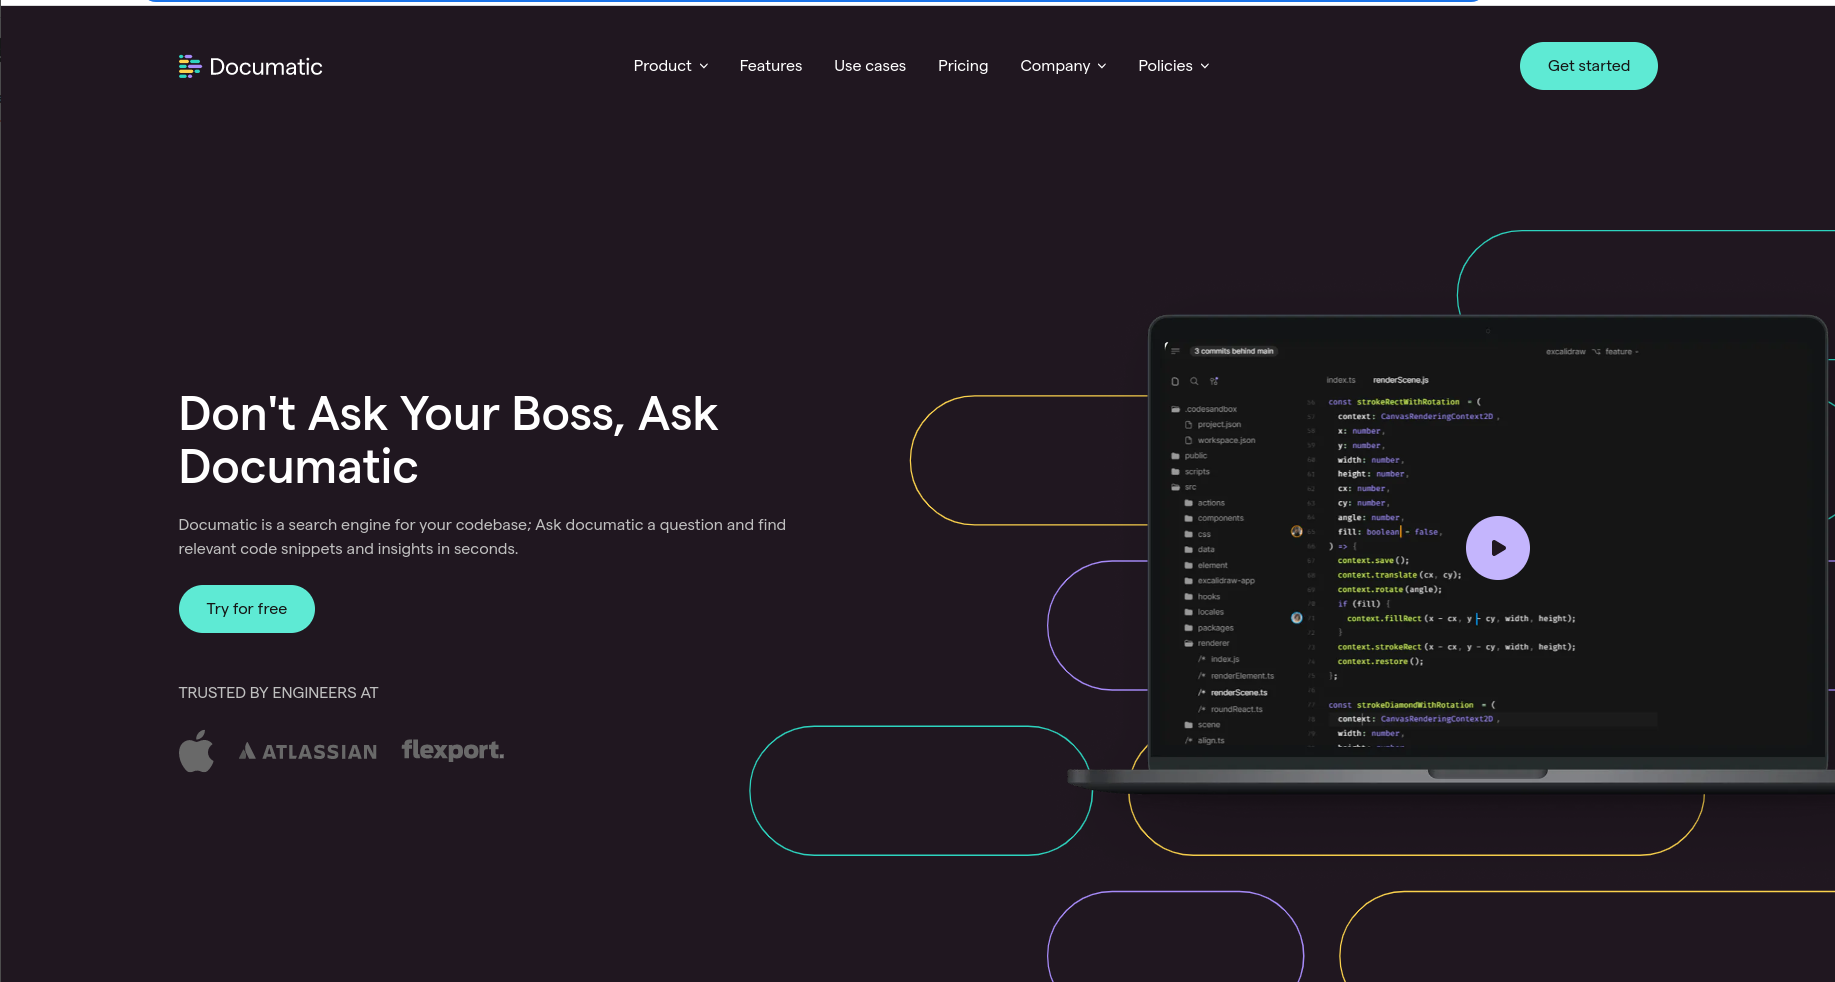 Documatic
Product
Features
Use cases
Pricing
Company
Policies
Get started
Don't Ask Your Boss, Ask
Documatic
Documatic is a search engine for your codebase; Ask documatic a question and find
relevant code snippets and insights in seconds.
Try for free
TRUSTED BY ENGINEERS AT
ATLASSIAN
flexport.
3 commits behind main
excalidraw
feature
.codesandbox
project.json
workspace.json
public
scripts
src
actions
components
css
data
element
excalidraw-app
hooks
locales
packages
renderer
/* index.js
/* renderElement.ts
/* renderScene.ts
/* roundReact.ts
scene
/* align.ts
index.ts
renderScene.js
const strokeRectWithRotation = (
context: CanvasRenderingContext2D ,
x: number,
y: number,
width: number,
height: number,
cx: number,
cy: number,
angle: number,
fill: boolean = false,
) => {
context.save();
context.translate(cx, cy);
context.rotate(angle);
if (fill) {
context.fillRect(x - cx, y - cy, width, height);
}
context.strokeRect(x - cx, y - cy, width, height);
context.restore();
};
const strokeDiamondWithRotation = (
context: CanvasRenderingContext2D ,
width: number,